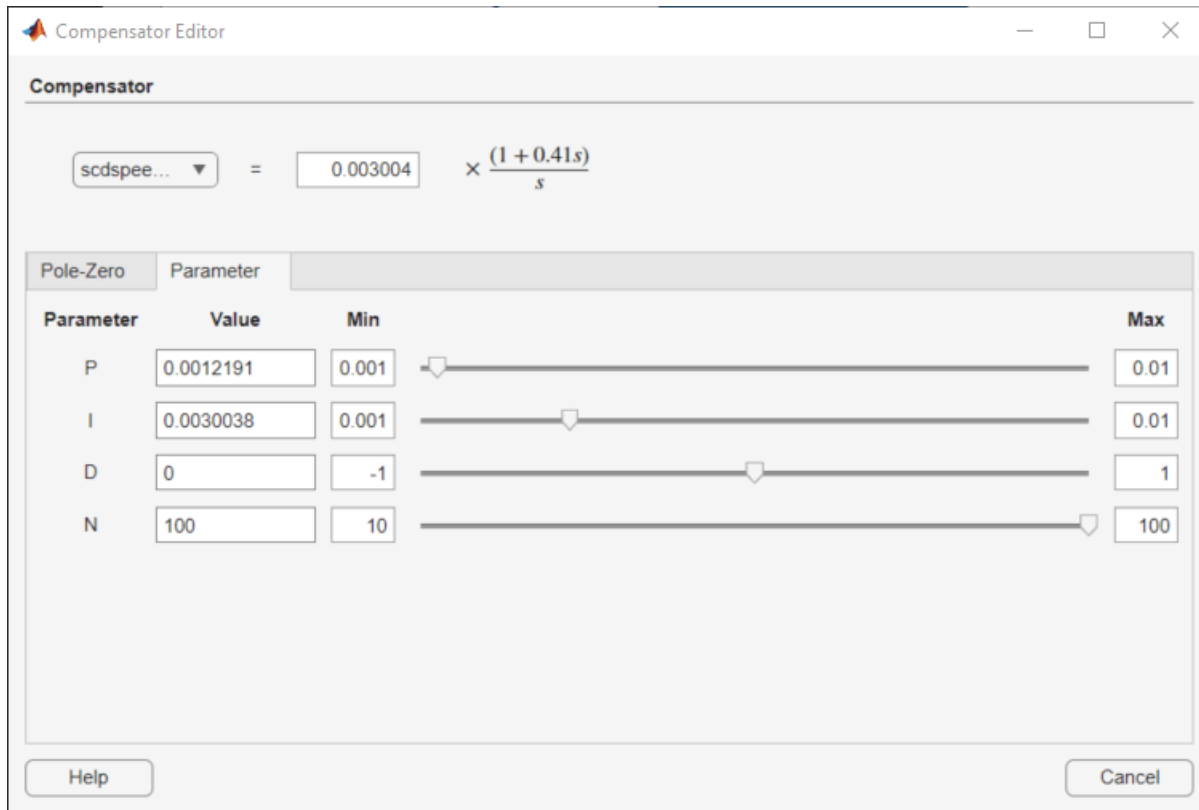 Compensator Editor
Compensator
scdspee... = 0.003004 × (1 + 0.41s)
s
Pole-Zero Parameter
Parameter Value Min Max
P 0.0012191 0.001 0.01
I 0.0030038 0.001 0.01
D 0 -1 1
N 100 10 100
Help Cancel